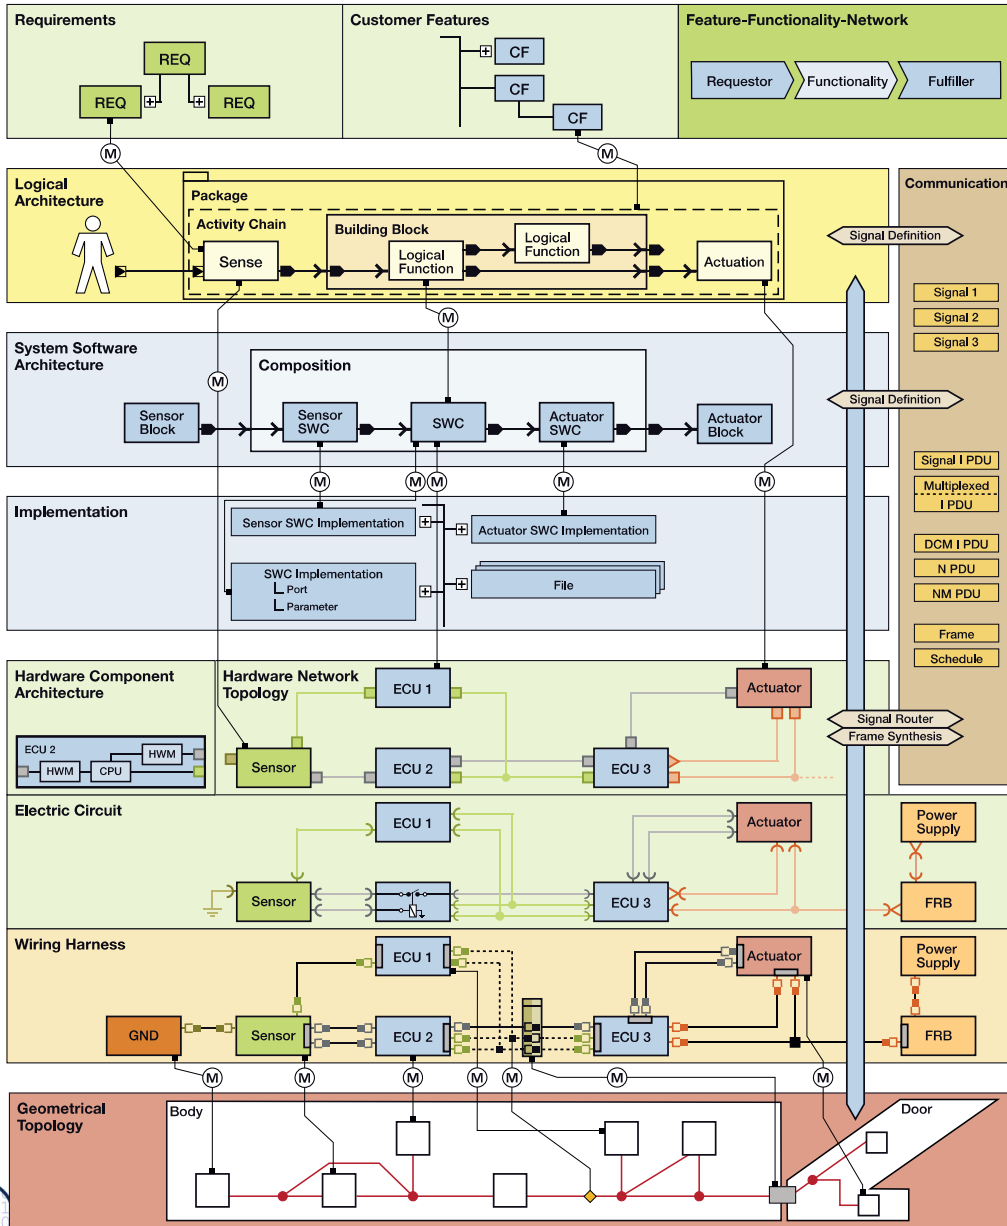 Requirements
REQ
REQ
REQ
M
Customer Features
CF
CF
CF
M
Feature-Functionality-Network
Requestor
Functionality
Fulfiller
Logical
Architecture
Package
Activity Chain
Sense
Building Block
Logical
Function
Logical
Function
Actuation
M
M
Communication
Signal Definition
Signal 1
Signal 2
Signal 3
Signal Definition
Signal I PDU
Multiplexed
I PDU
DCM I PDU
N PDU
NM PDU
Frame
Schedule
Signal Router
Frame Synthesis
System Software
Architecture
Composition
Sensor
Block
Sensor
SWC
SWC
Actuator
SWC
Actuator
Block
M
M
M
M
M
Implementation
Sensor SWC Implementation
Actuator SWC Implementation
SWC Implementation
Port
Parameter
File
Hardware Component
Architecture
ECU 2
HWM
CPU
HWM
Hardware Network
Topology
ECU 1
Actuator
Sensor
ECU 2
ECU 3
Electric Circuit
ECU 1
Actuator
Power
Supply
Sensor
ECU 3
FRB
Wiring Harness
ECU 1
Actuator
Power
Supply
GND
Sensor
ECU 2
ECU 3
FRB
M
M
M
M
M
M
M
Geometrical
Topology
Body
Door